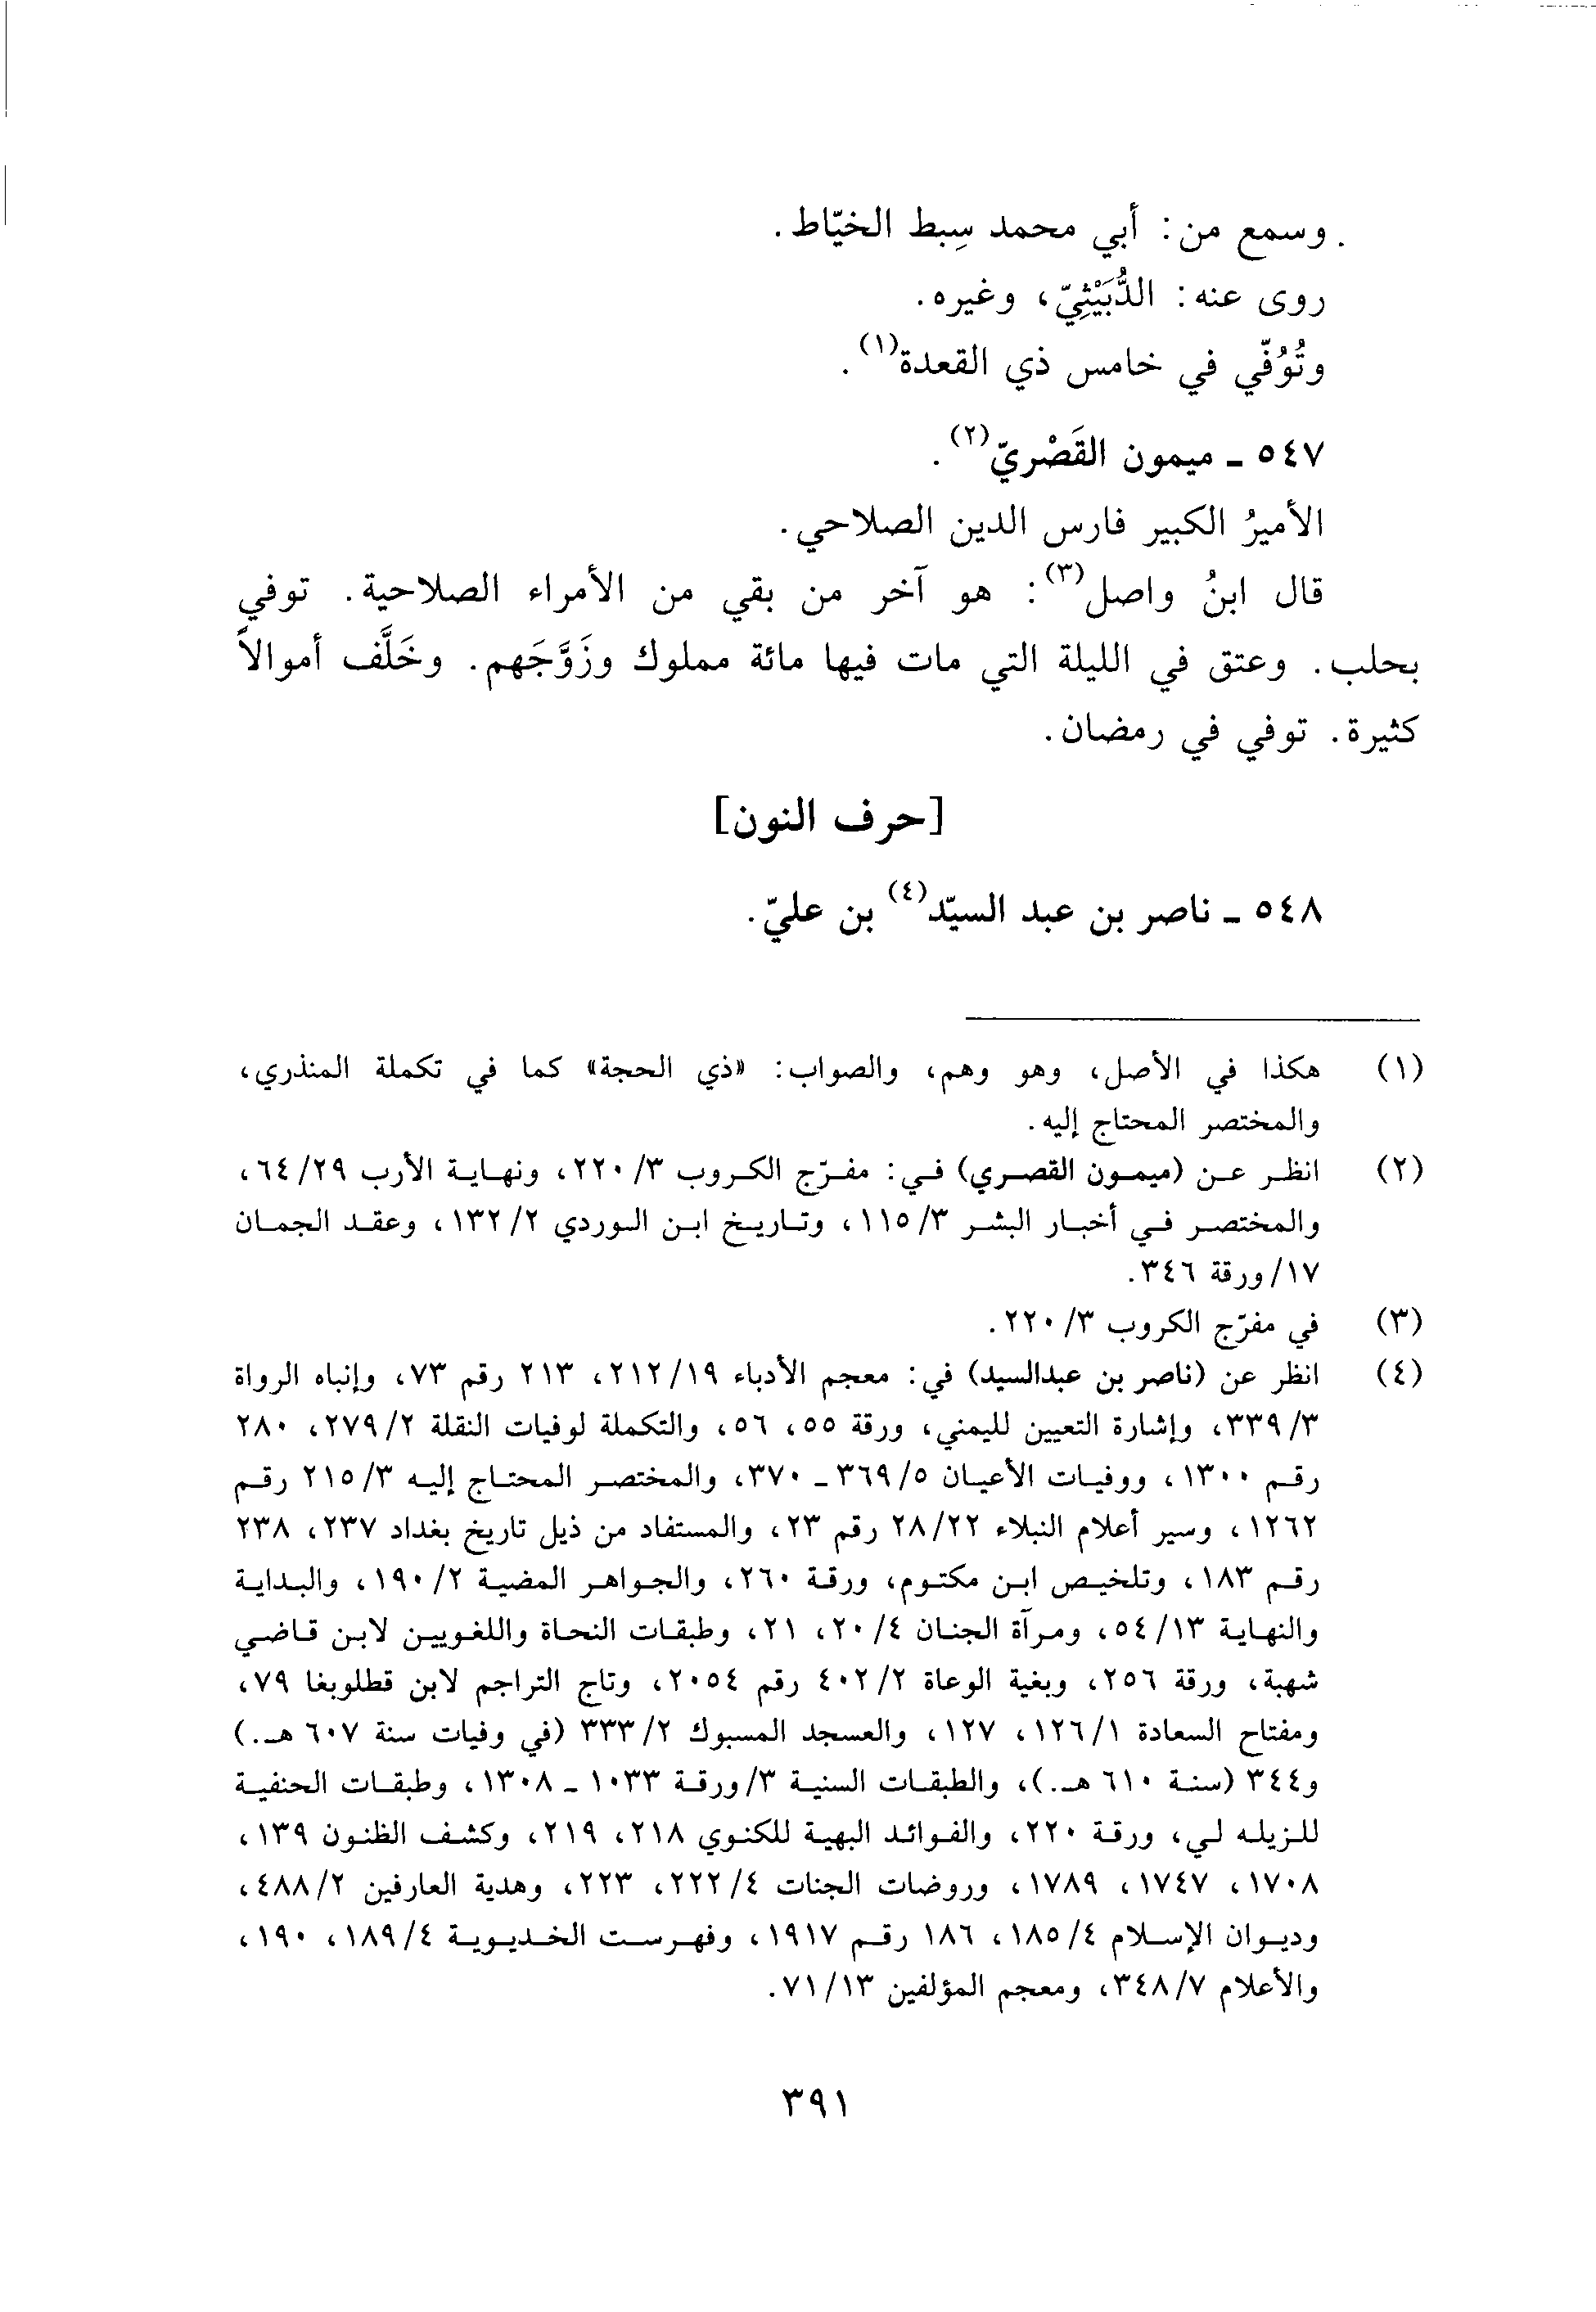 وسمع من: أبي محمد سِبط الخيّاط.
روى عنه: الدُّبَيْثِيّ، وغيره.
وتُوُفّي في خامس ذي القعدة(١).
٥٤٧ ـ ميمون القَصْريّ(٢).
الأميرُ الكبير فارس الدين الصلاحي.
قال ابنُ واصل(٣): هو آخر من بقي من الأمراء الصلاحية. توفي
بحلب. وعتق في الليلة التي مات فيها مائة مملوك وزَوَّجَهم. وخَلَّف أموالاً
كثيرة. توفي في رمضان.
[حرف النون]
٥٤٨ ـ ناصر بن عبد السيّد(٤) بن عليّ.
(١) هكذا في الأصل، وهو وهم، والصواب: «ذي الحجة» كما في تكملة المنذري،
والمختصر المحتاج إليه.
(٢) انظر عن (ميمون القصري) في: مفرّج الكروب ٣/ ٢٢٠، ونهاية الأرب ٢٩/ ٦٤،
والمختصر في أخبار البشر ٣/ ١١٥، وتاريخ ابن الوردي ٢/ ١٣٢، وعقد الجمان
١٧/ ورقة ٣٤٦.
(٣) في مفرّج الكروب ٣/ ٢٢٠.
(٤) انظر عن (ناصر بن عبدالسيد) في: معجم الأدباء ١٩/ ٢١٢، ٢١٣ رقم ٧٣، وإنباه الرواة
٣/ ٣٣٩، وإشارة التعيين لليمني، ورقة ٥٥، ٥٦، والتكملة لوفيات النقلة ٢/ ٢٧٩، ٢٨٠
رقم ١٣٠٠، ووفيات الأعيان ٥/ ٣٦٩ ـ ٣٧٠، والمختصر المحتاج إليه ٣/ ٢١٥ رقم
١٢٦٢، وسير أعلام النبلاء ٢٢/ ٢٨ رقم ٢٣، والمستفاد من ذيل تاريخ بغداد ٢٣٧، ٢٣٨
رقم ١٨٣، وتلخيص ابن مكتوم، ورقة ٢٦٠، والجواهر المضية ٢/ ١٩٠، والبداية
والنهاية ١٣/ ٥٤، ومرآة الجنان ٤/ ٢٠، ٢١، وطبقات النحاة واللغويين لابن قاضي
شهبة، ورقة ٢٥٦، وبغية الوعاة ٢/ ٤٠٢ رقم ٢٠٥٤، وتاج التراجم لابن قطلوبغا ٧٩،
ومفتاح السعادة ١/ ١٢٦، ١٢٧، والعسجد المسبوك ٢/ ٣٣٣ (في وفيات سنة ٦٠٧ هـ.)
و٣٤٤ (سنة ٦١٠ هـ.)، والطبقات السنية ٣/ ورقة ١٠٣٣ ـ ١٣٠٨، وطبقات الحنفية
للزيله لي، ورقة ٢٢٠، والفوائد البهية للكنوي ٢١٨، ٢١٩، وكشف الظنون ١٣٩،
١٧٠٨، ١٧٤٧، ١٧٨٩، وروضات الجنات ٤/ ٢٢٢، ٢٢٣، وهدية العارفين ٢/ ٤٨٨،
وديوان الإسلام ٤/ ١٨٥، ١٨٦ رقم ١٩١٧، وفهرست الخديوية ٤/ ١٨٩، ١٩٠،
والأعلام ٧/ ٣٤٨، ومعجم المؤلفين ١٣/ ٧١.
٣٩١